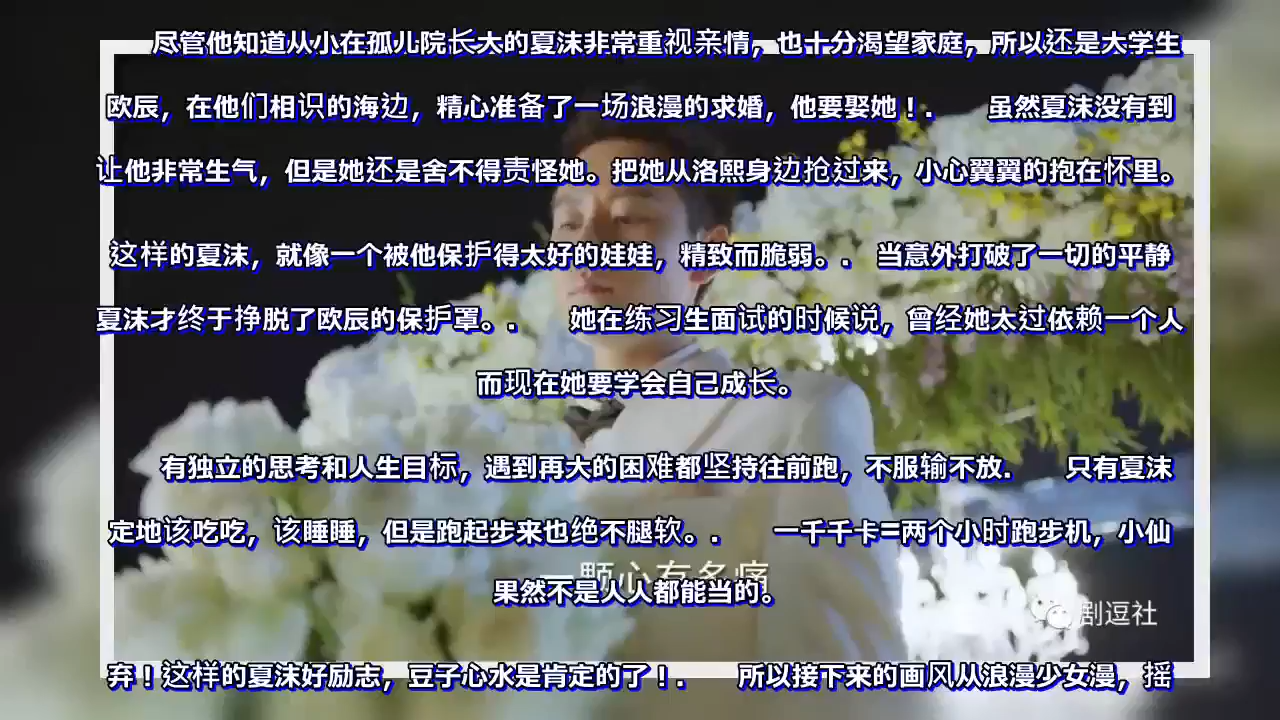 尽管他知道从小在孤儿院长大的夏沫非常重视亲情，也十分渴望家庭，所以还是大学生
欧辰，在他们相识的海边，精心准备了一场浪漫的求婚，他要娶她！. 虽然夏沫没有到
让他非常生气，但是她还是舍不得责怪她。把她从洛熙身边抢过来，小心翼翼的抱在怀里。
这样的夏沫，就像一个被他保护得太好的娃娃，精致而脆弱。. 当意外打破了一切的平静
夏沫才终于挣脱了欧辰的保护罩。. 她在练习生面试的时候说，曾经她太过依赖一个人
而现在她要学会自己成长。
有独立的思考和人生目标，遇到再大的困难都坚持往前跑，不服输不放. 只有夏沫
定地该吃吃，该睡睡，但是跑起步来也绝不腿软。. 一千千卡=两个小时跑步机，小仙
一颗心有多痛
果然不是人人都能当的。
剧逗社
弃！这样的夏沫好励志，豆子心水是肯定的了！. 所以接下来的画风从浪漫少女漫，摇